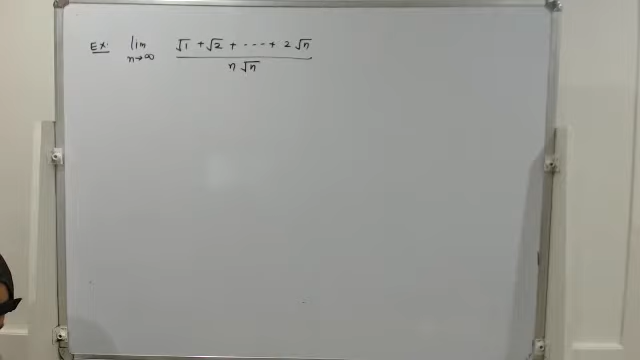 Ex: lim n→∞ (√1 + √2 + ---- + 2√n) / (n√n)